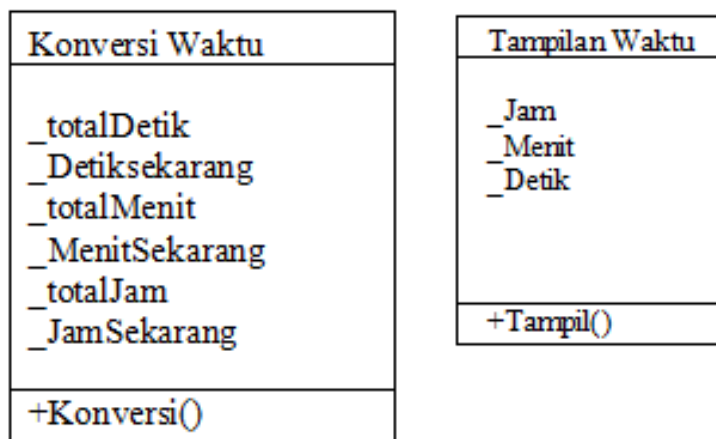 Konversi Waktu
_totalDetik
_Detiksekarang
_totalMenit
_MenitSekarang
_totalJam
_JamSekarang
+Konversi()
Tampilan Waktu
_Jam
_Menit
_Detik
+Tampil()